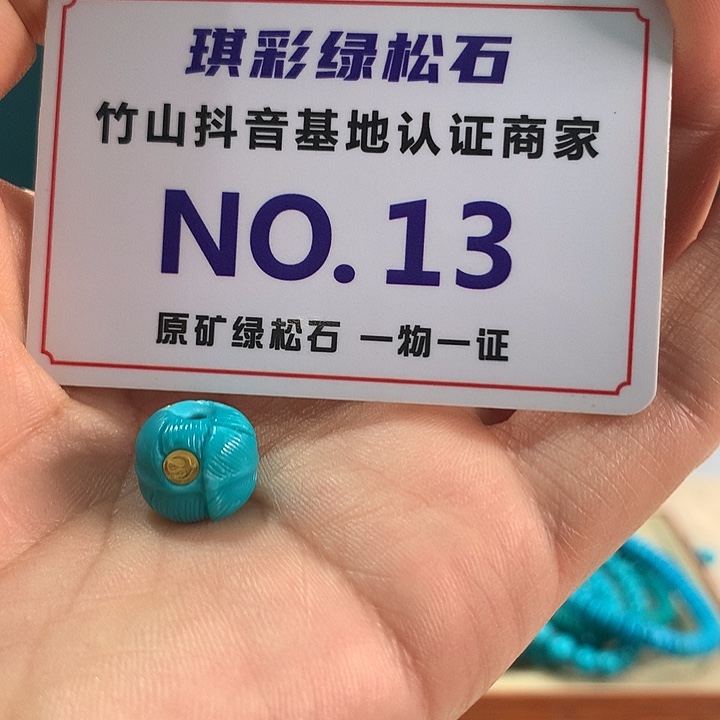 琪彩绿松石
竹山抖音基地认证商家
NO.13
原矿绿松石 一物一证